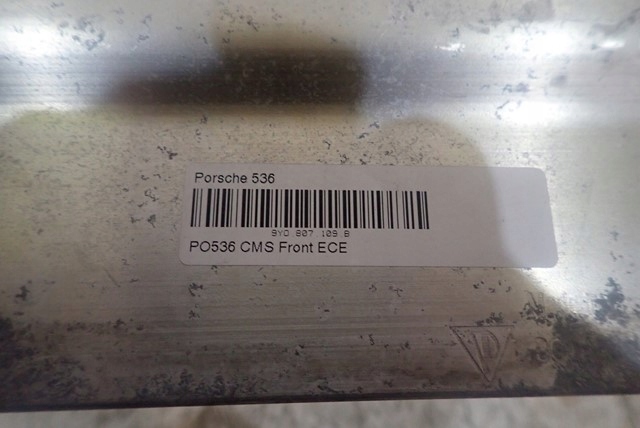 Porsche 536
9Y0 807 109 B
PO536 CMS Front ECE